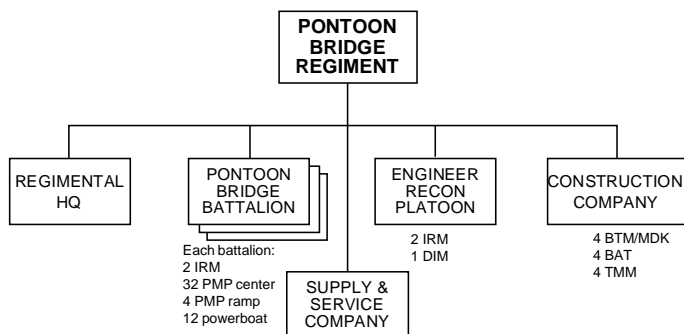 PONTOON
BRIDGE
REGIMENT
REGIMENTAL
HQ
PONTOON
BRIDGE
BATTALION
Each battalion:
2 IRM
32 PMP center
4 PMP ramp
12 powerboat
SUPPLY &
SERVICE
COMPANY
ENGINEER
RECON
PLATOON
2 IRM
1 DIM
CONSTRUCTION
COMPANY
4 BTM/MDK
4 BAT
4 TMM